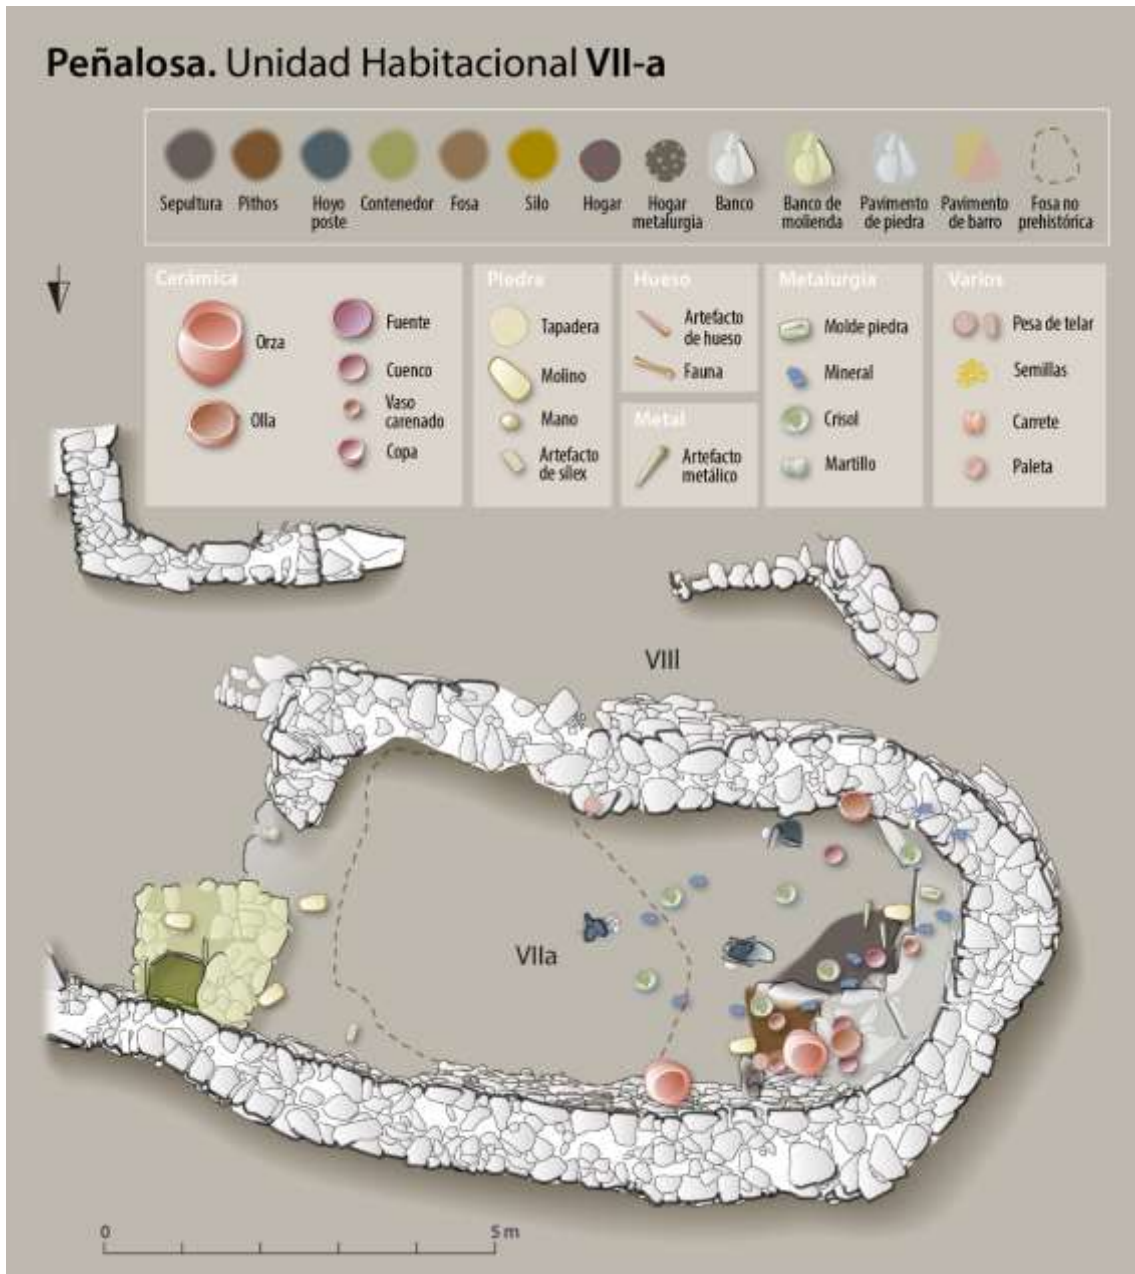 Peñalosa. Unidad Habitacional VII-a
Sepultura
Pithos
Hoyo
poste
Contenedor
Fosa
Silo
Hogar
Hogar
metalurgia
Banco
Banco de
molienda
Pavimento
de piedra
Pavimento
de barro
Fosa no
prehistórica
Cerámica
Orza
Olla
Fuente
Cuenco
Vaso
carenado
Copa
Piedra
Tapadera
Molino
Mano
Artefacto
de sílex
Hueso
Artefacto
de hueso
Fauna
Metal
Artefacto
metálico
Metalurgia
Molde piedra
Mineral
Crisol
Martillo
Varios
Pesa de telar
Semillas
Carrete
Paleta
VIII
VIIa
0
5 m